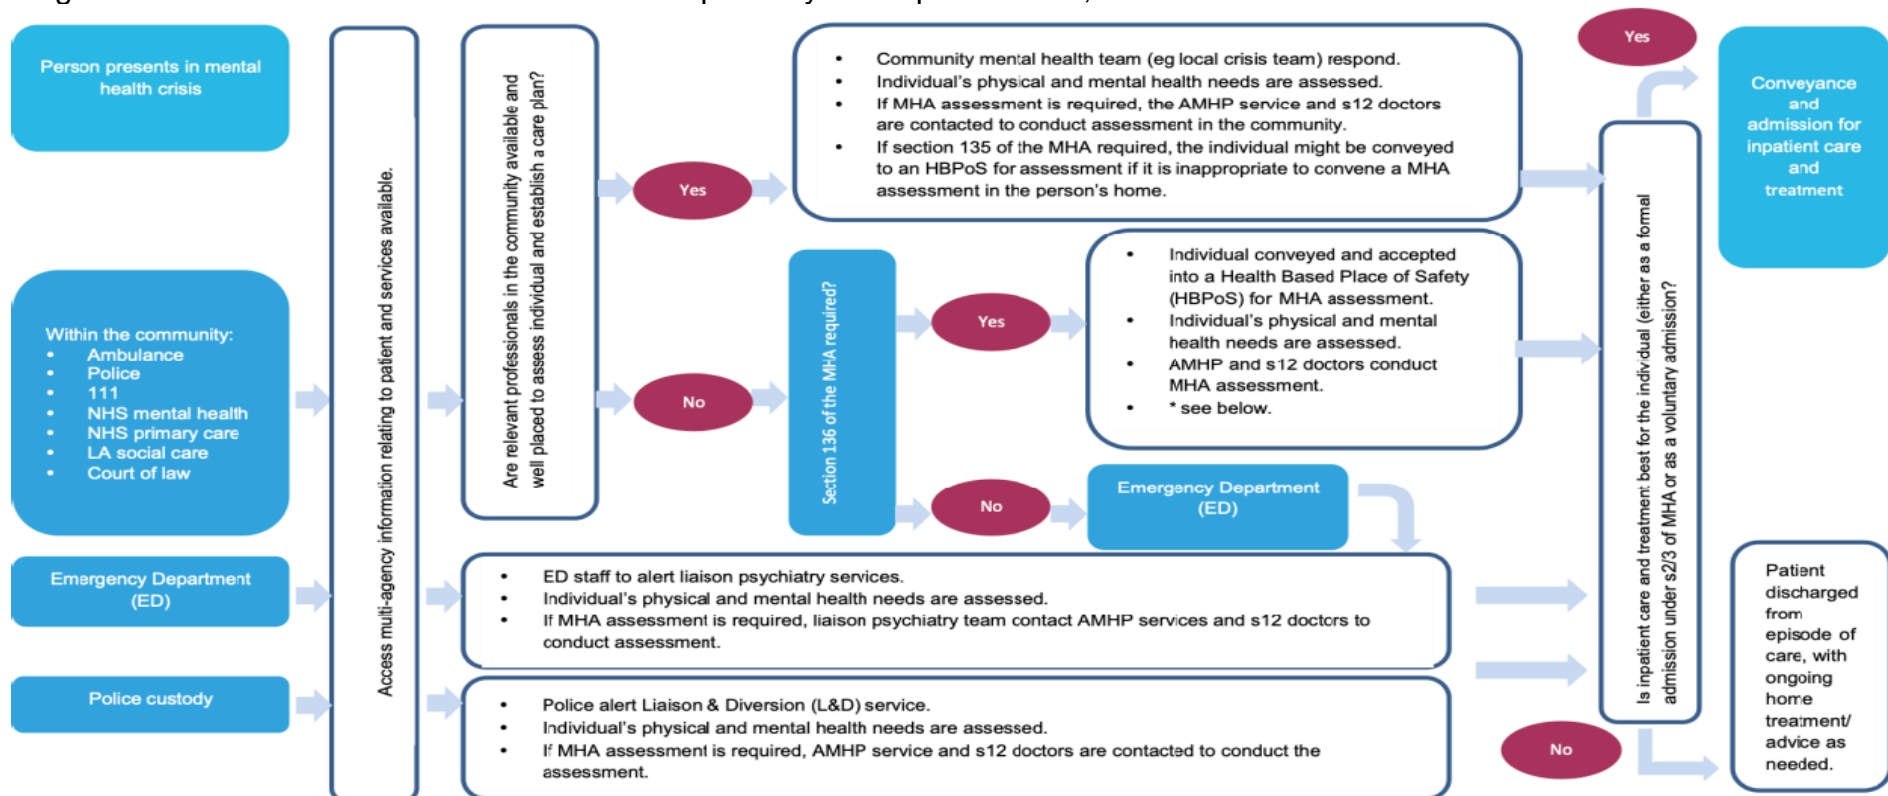 Person presents in mental
health crisis
Within the community:
• Ambulance
• Police
• 111
• NHS mental health
• NHS primary care
• LA social care
• Court of law
Emergency Department
(ED)
Police custody
Access multi-agency information relating to patient and services available.
Are relevant professionals in the community available and
well placed to assess individual and establish a care plan?
Yes
• Community mental health team (eg local crisis team) respond.
• Individual's physical and mental health needs are assessed.
• If MHA assessment is required, the AMHP service and s12 doctors
are contacted to conduct assessment in the community.
• If section 135 of the MHA required, the individual might be conveyed
to an HBPoS for assessment if it is inappropriate to convene a MHA
assessment in the person's home.
No
Section 136 of the MHA required?
Yes
• Individual conveyed and accepted
into a Health Based Place of Safety
(HBPoS) for MHA assessment.
• Individual's physical and mental
health needs are assessed.
• AMHP and s12 doctors conduct
MHA assessment.
• * see below.
No
Emergency Department
(ED)
• ED staff to alert liaison psychiatry services.
• Individual's physical and mental health needs are assessed.
• If MHA assessment is required, liaison psychiatry team contact AMHP services and s12 doctors to
conduct assessment.
• Police alert Liaison & Diversion (L&D) service.
• Individual's physical and mental health needs are assessed.
• If MHA assessment is required, AMHP service and s12 doctors are contacted to conduct the
assessment.
Is inpatient care and treatment best for the individual (either as a formal
admission under s2/3 of MHA or as a voluntary admission?
Yes
Conveyance
and
admission for
inpatient care
and
treatment
No
Patient
discharged
from
episode of
care, with
ongoing
home
treatment/
advice as
needed.